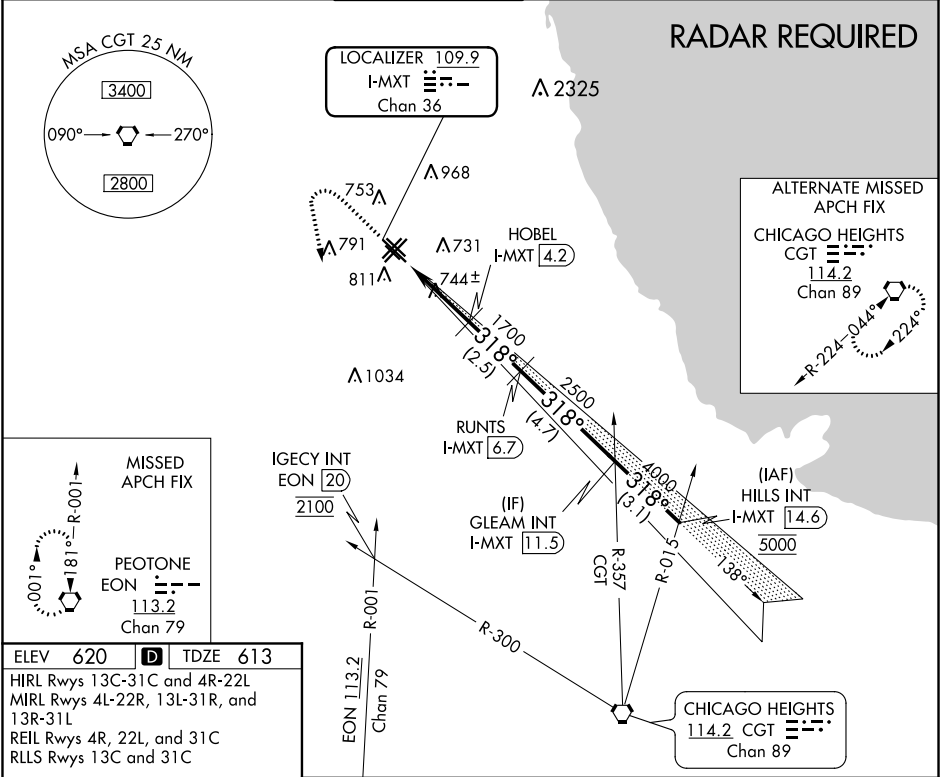 RADAR REQUIRED
MSA CGT 25 NM
3400
090°
270°
2800
LOCALIZER 109.9
I-MXT
Chan 36
2325
968
753
791
731
811
744±
1034
HOBEL
I-MXT 4.2
1700
318°
(2.5)
RUNTS
I-MXT 6.7
2500
318°
(4.7)
(IF)
GLEAM INT
I-MXT 11.5
4000
318°
(3.1)
(IAF)
HILLS INT
I-MXT 14.6
5000
138°
ALTERNATE MISSED
APCH FIX
CHICAGO HEIGHTS
CGT
114.2
Chan 89
R-224
044°
224°
MISSED
APCH FIX
R-001
181°
001°
PEOTONE
EON
113.2
Chan 79
IGECY INT
EON 20
2100
R-001
EON 113.2
Chan 79
R-300
R-357
CGT
R-015
CHICAGO HEIGHTS
114.2 CGT
Chan 89
ELEV 620 D TDZE 613
HIRL Rwys 13C-31C and 4R-22L
MIRL Rwys 4L-22R, 13L-31R, and
13R-31L
REIL Rwys 4R, 22L, and 31C
RLLS Rwys 13C and 31C